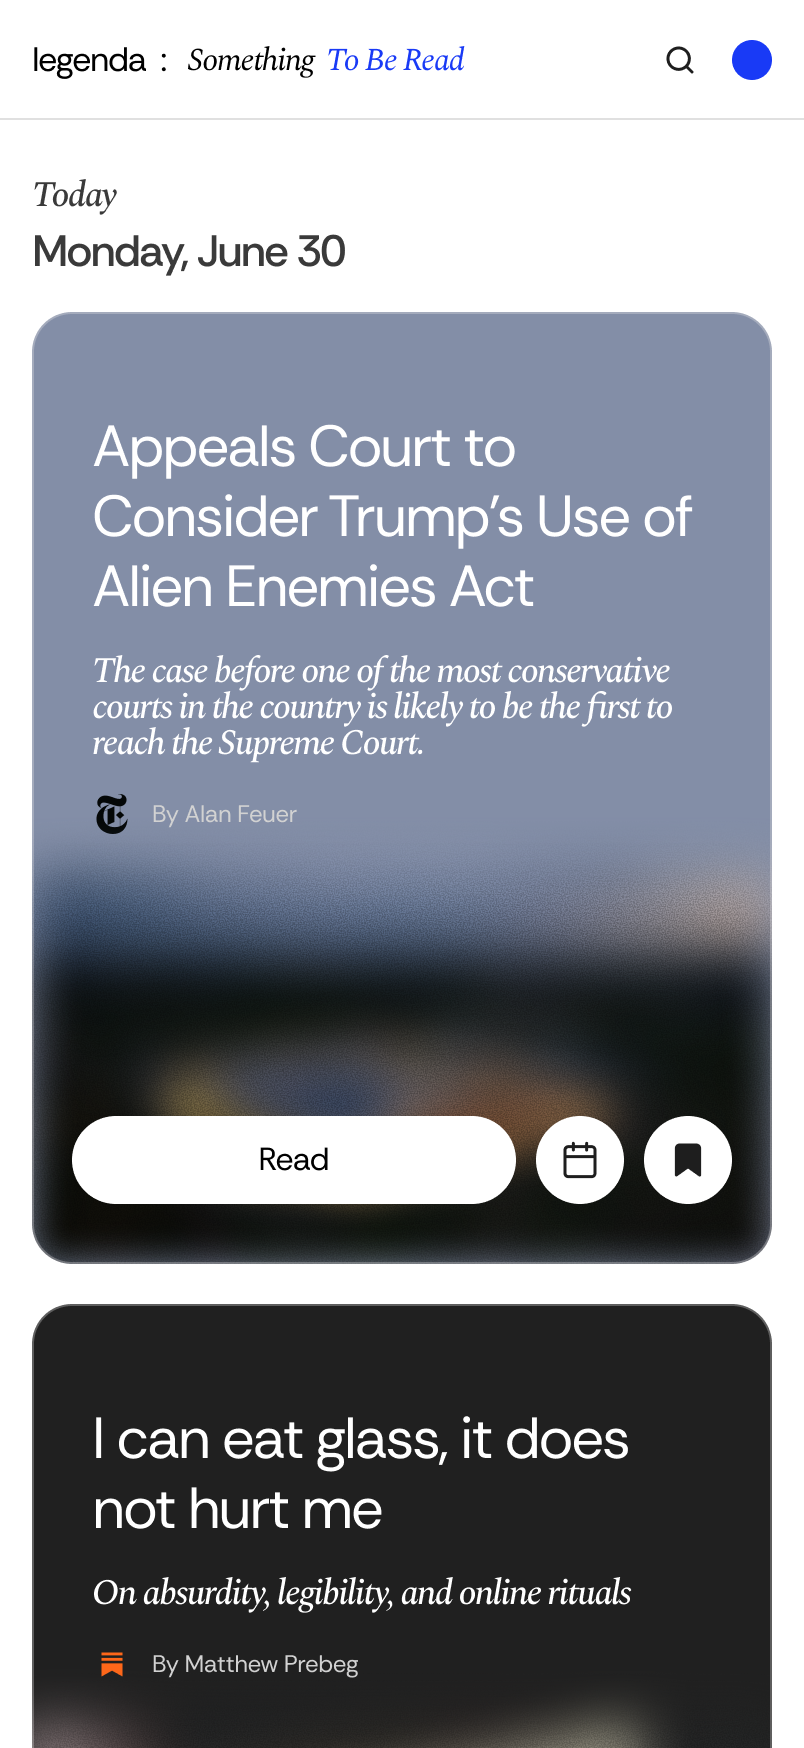 legenda : Something To Be Read
Today
Monday, June 30
Appeals Court to
Consider Trump’s Use of
Alien Enemies Act
The case before one of the most conservative
courts in the country is likely to be the first to
reach the Supreme Court.
T By Alan Feuer
Read
I can eat glass, it does
not hurt me
On absurdity, legibility, and online rituals
By Matthew Prebeg